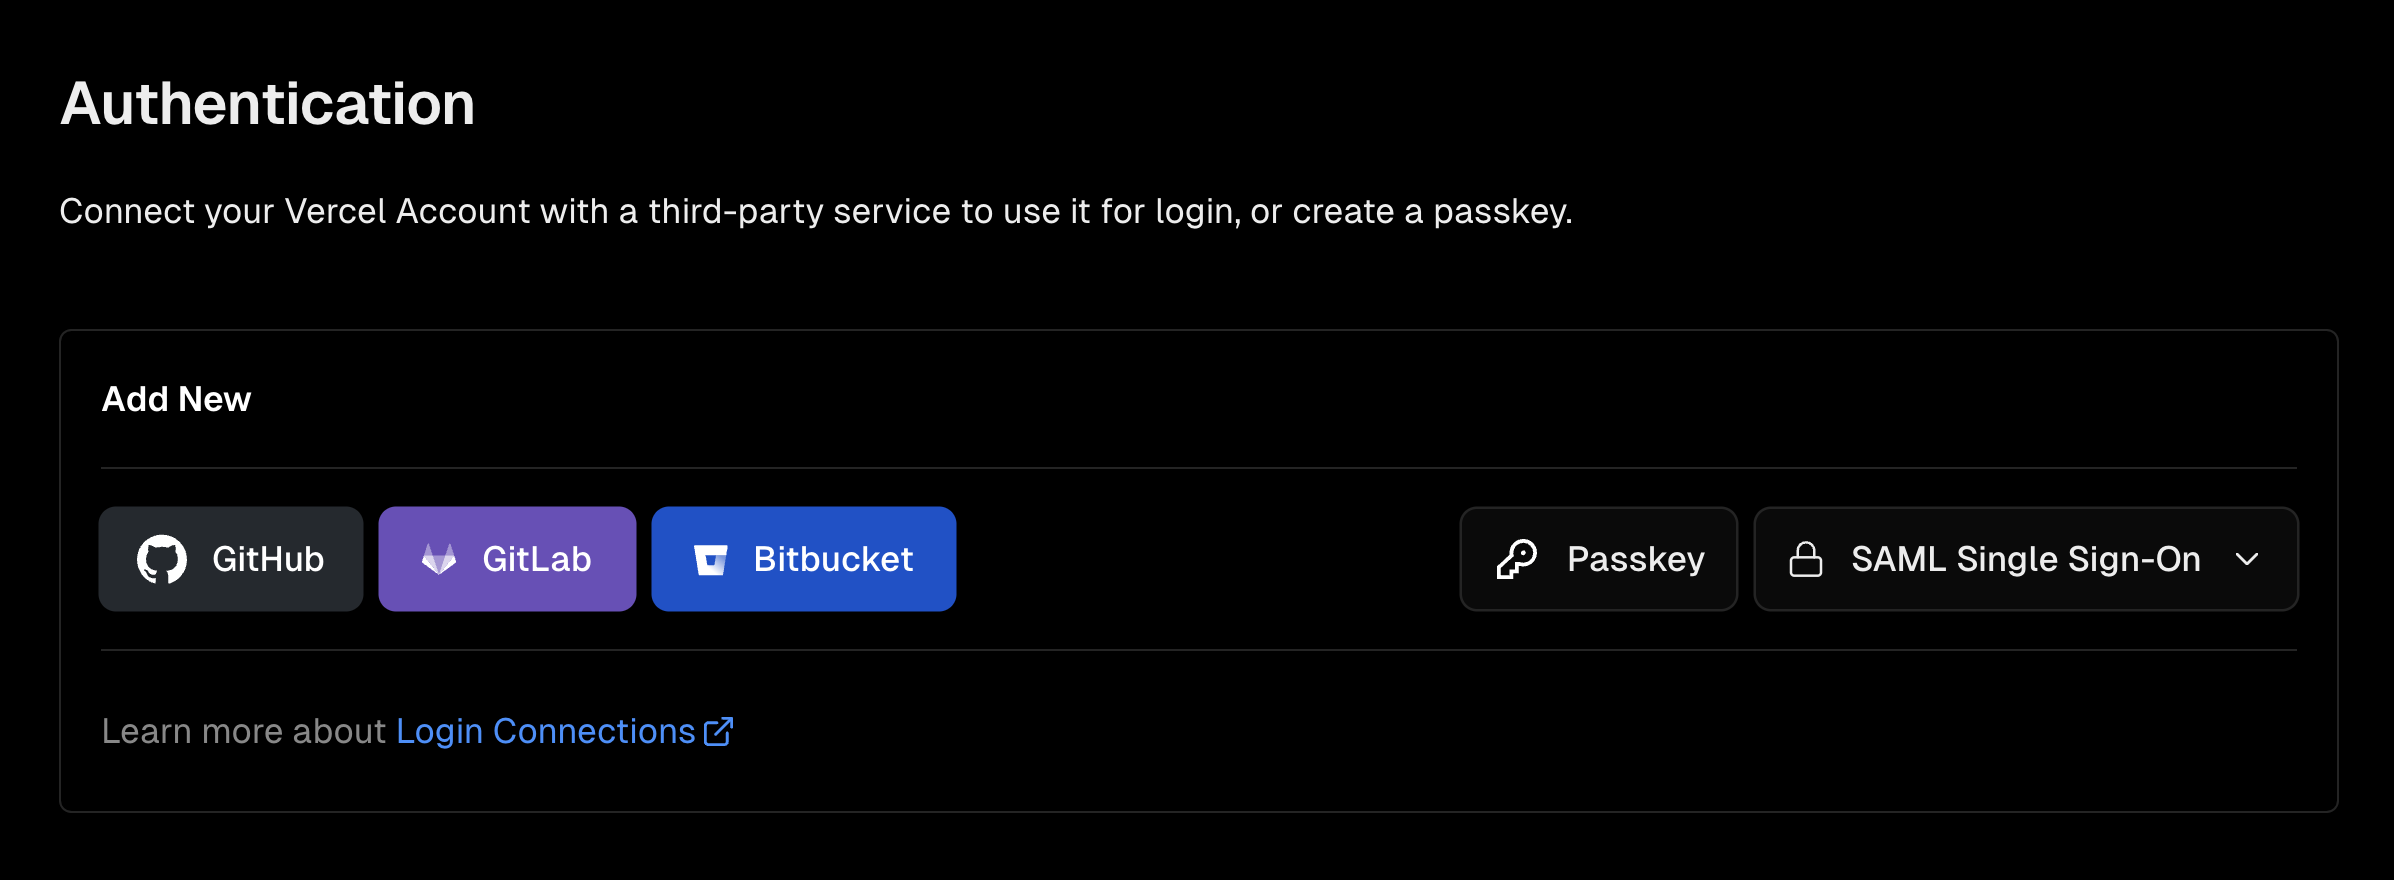 Authentication
Connect your Vercel Account with a third-party service to use it for login, or create a passkey.
Add New
GitHub GitLab Bitbucket Passkey SAML Single Sign-On
Learn more about Login Connections